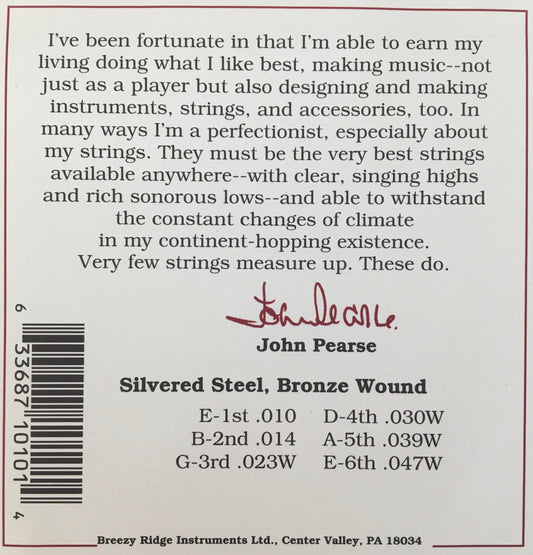 I've been fortunate in that I'm able to earn my
living doing what I like best, making music--not
just as a player but also designing and making
instruments, strings, and accessories, too. In
many ways I'm a perfectionist, especially about
my strings. They must be the very best strings
available anywhere--with clear, singing highs
and rich sonorous lows--and able to withstand
the constant changes of climate
in my continent-hopping existence.
Very few strings measure up. These do.
John Pearse.
John Pearse
Silvered Steel, Bronze Wound
E-1st .010 D-4th .030W
B-2nd .014 A-5th .039W
G-3rd .023W E-6th .047W
6 33687 10101 4
Breezy Ridge Instruments Ltd., Center Valley, PA 18034